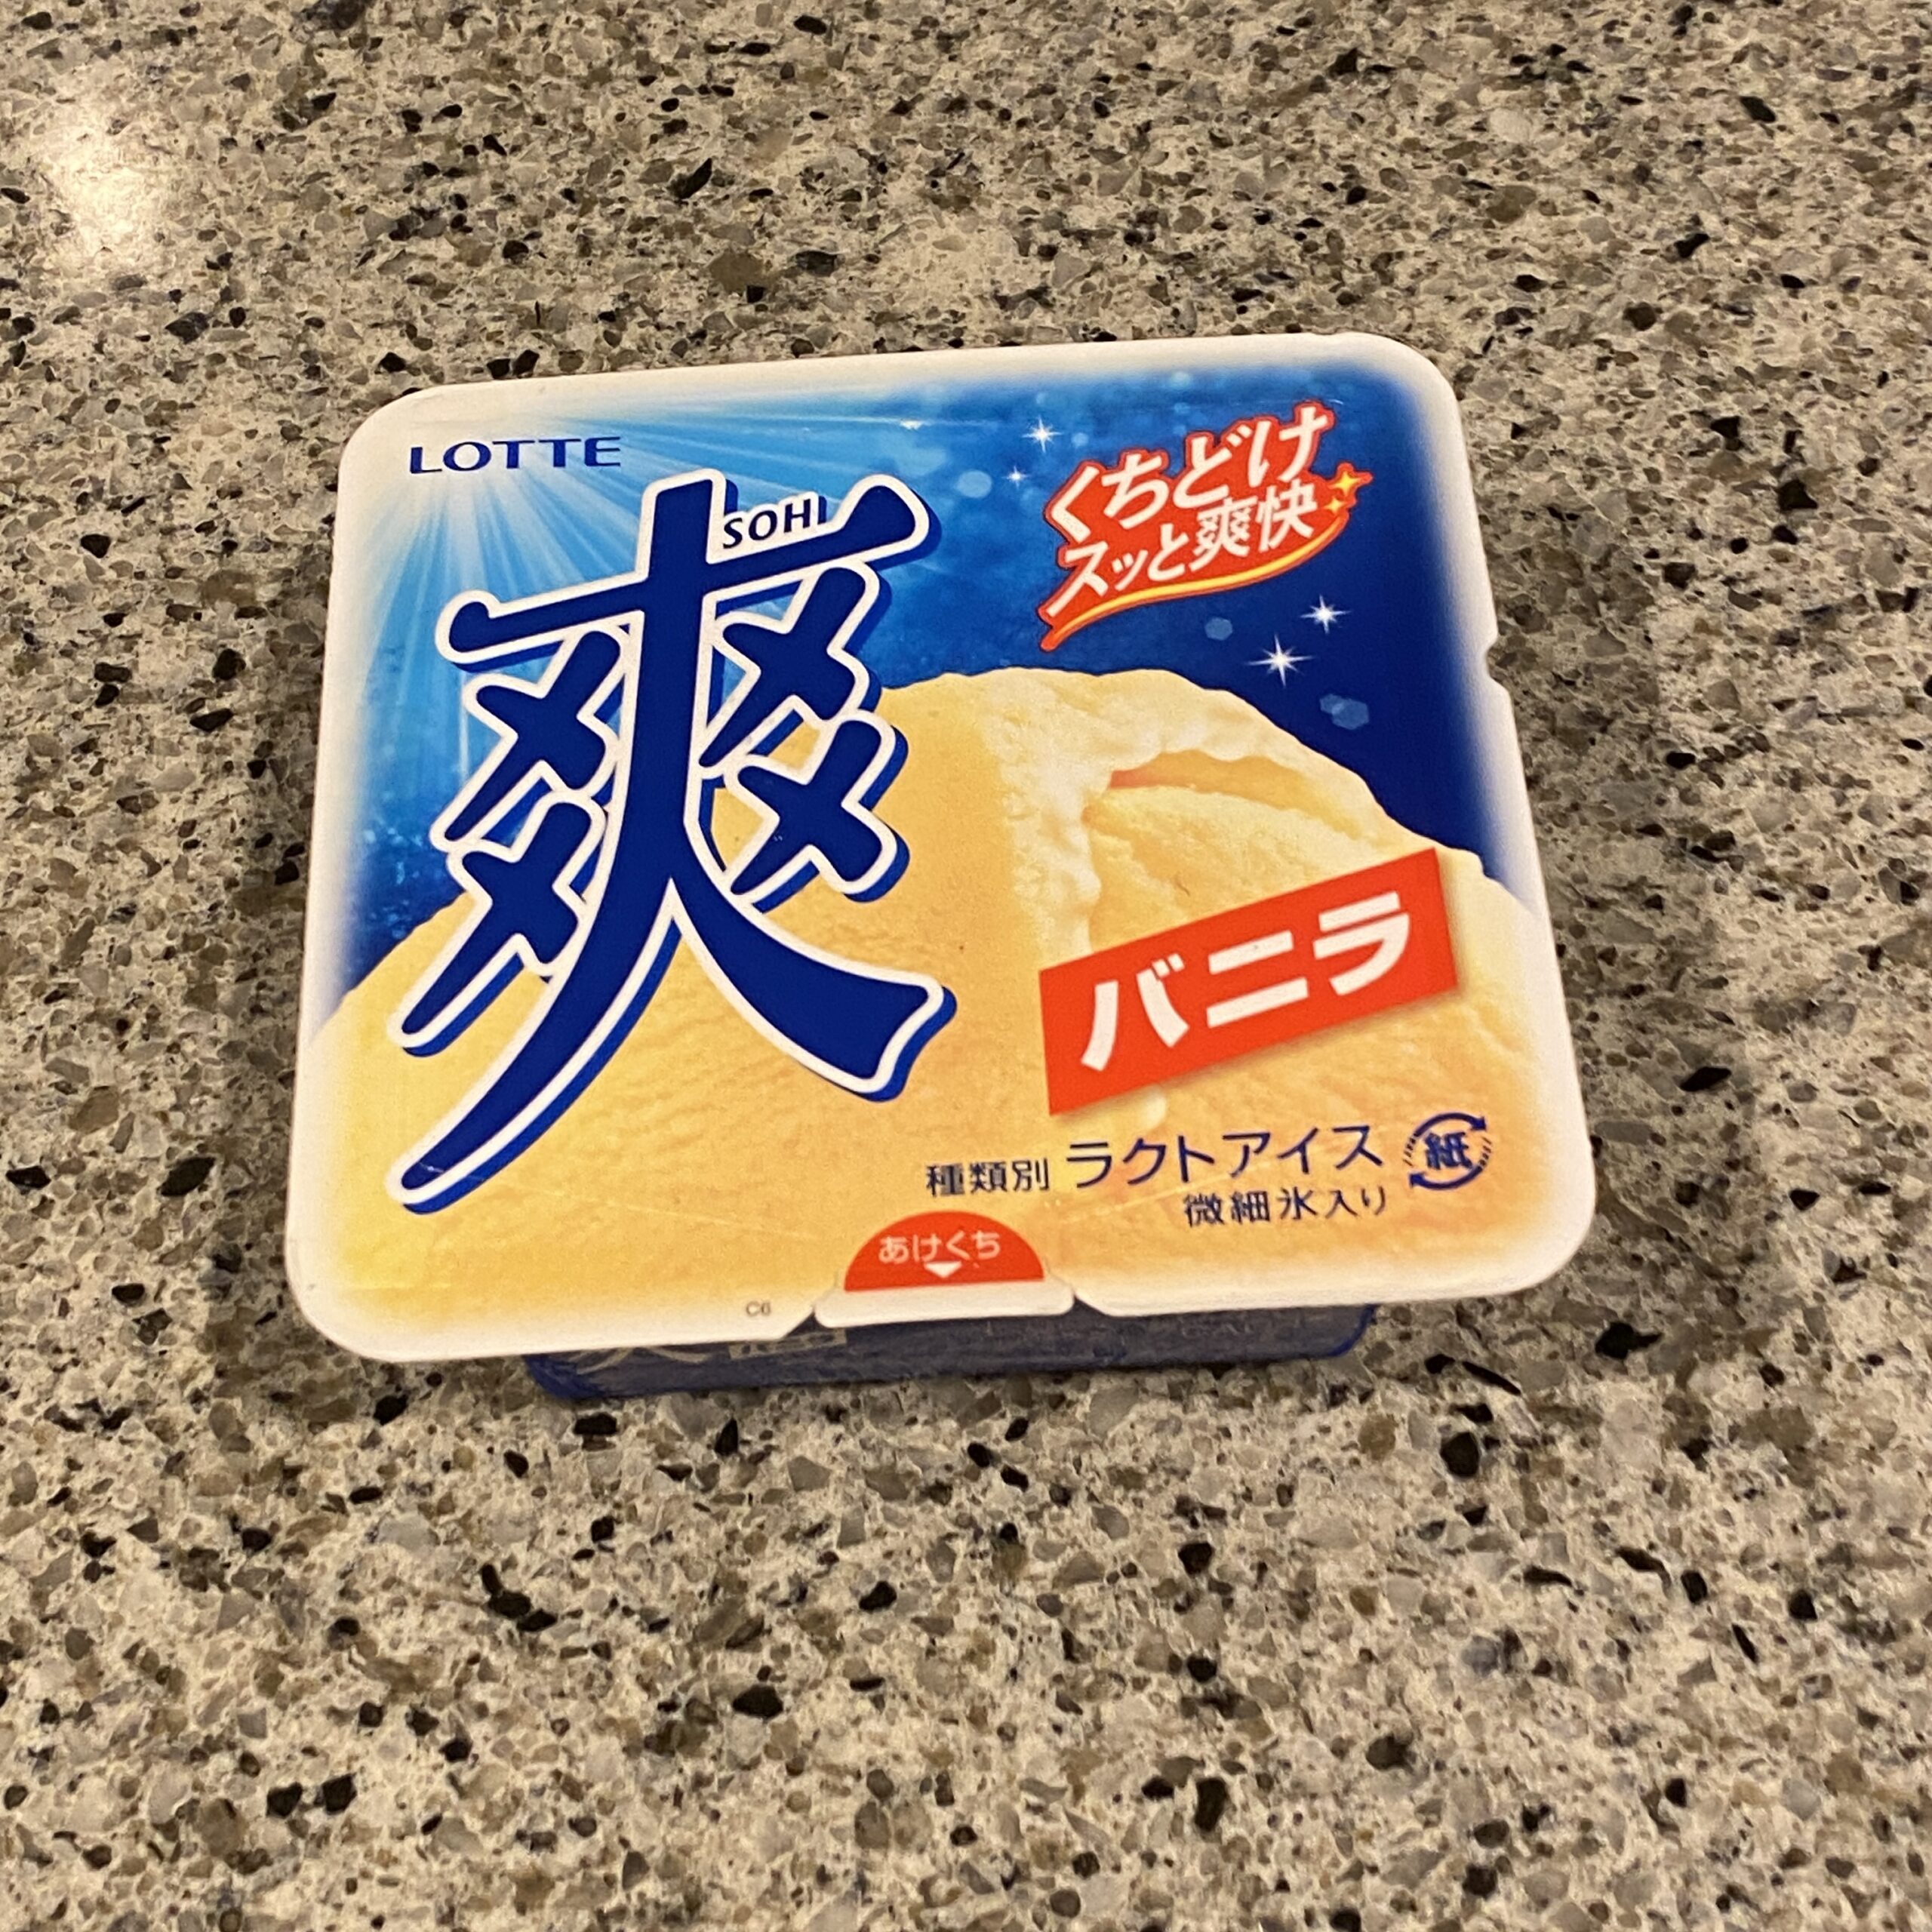 LOTTE
SOH
爽
くちどけ
スッと爽快
バニラ
種類別 ラクトアイス
微細氷入り
紙
あけくち
C6